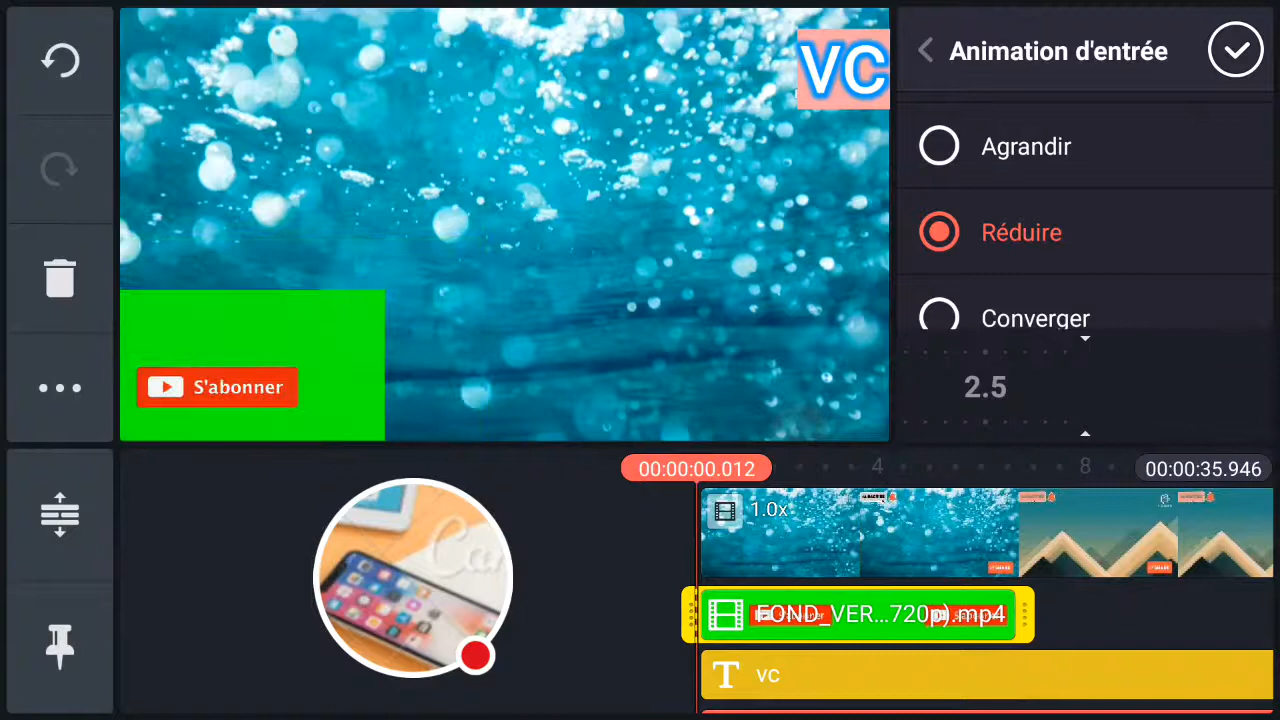 VC
Animation d'entrée
Agrandir
Réduire
Converger
2.5
S'abonner
00:00:00.012
4
8
00:00:35.946
1.0x
FOND_VER...720p).mp4
T
vc